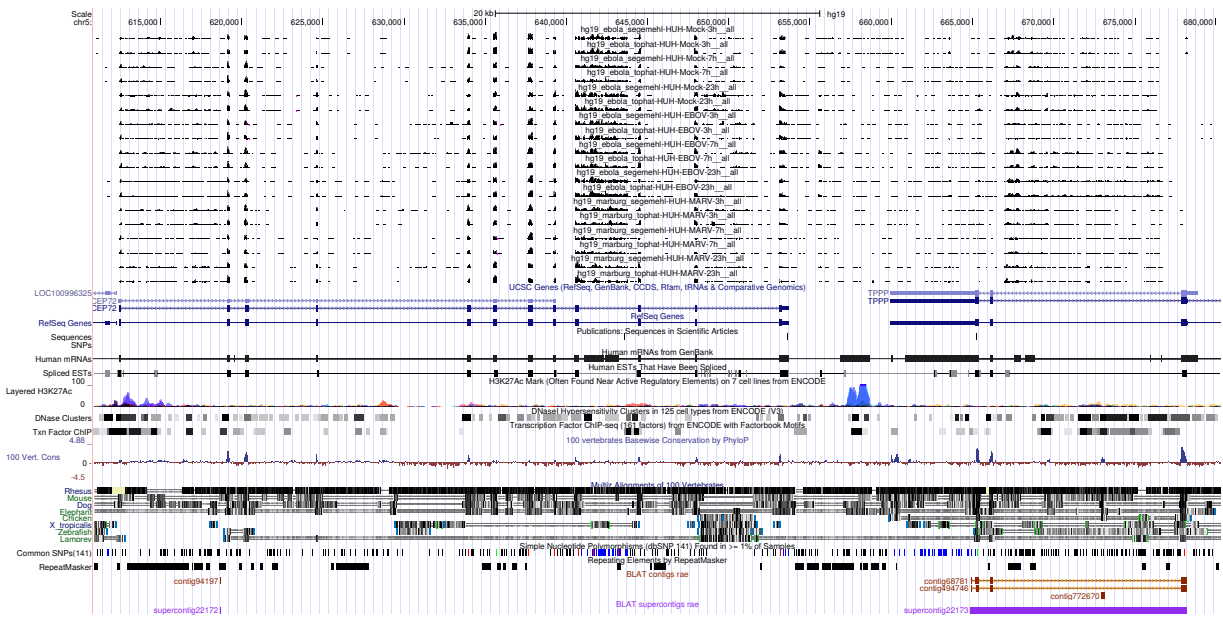 Scale 20 kb hg19
chr5: 615,000 620,000 625,000 630,000 635,000 640,000 645,000 650,000 655,000 660,000 665,000 670,000 675,000 680,000
hg19_ebola_segemehl-HUH-Mock-3h__all
hg19_ebola_tophat-HUH-Mock-3h__all
hg19_ebola_segemehl-HUH-Mock-7h__all
hg19_ebola_tophat-HUH-Mock-7h__all
hg19_ebola_segemehl-HUH-Mock-23h__all
hg19_ebola_tophat-HUH-Mock-23h__all
hg19_ebola_segemehl-HUH-EBOV-3h__all
hg19_ebola_tophat-HUH-EBOV-3h__all
hg19_ebola_segemehl-HUH-EBOV-7h__all
hg19_ebola_tophat-HUH-EBOV-7h__all
hg19_ebola_segemehl-HUH-EBOV-23h__all
hg19_ebola_tophat-HUH-EBOV-23h__all
hg19_marburg_segemehl-HUH-MARV-3h__all
hg19_marburg_tophat-HUH-MARV-3h__all
hg19_marburg_segemehl-HUH-MARV-7h__all
hg19_marburg_tophat-HUH-MARV-7h__all
hg19_marburg_segemehl-HUH-MARV-23h__all
hg19_marburg_tophat-HUH-MARV-23h__all
UCSC Genes (RefSeq, GenBank, CCDS, Rfam, tRNAs & Comparative Genomics)
LOC100996325 TPPP
CEP72 TPPP
CEP72
RefSeq Genes
RefSeq Genes
Publications: Sequences in Scientific Articles
Sequences
SNPs
Human mRNAs from GenBank
Human mRNAs
Human ESTs That Have Been Spliced
Spliced ESTs
H3K27Ac Mark (Often Found Near Active Regulatory Elements) on 7 cell lines from ENCODE
100
Layered H3K27Ac
0
DNaseI Hypersensitivity Clusters in 125 cell types from ENCODE (V3)
DNase Clusters
Transcription Factor ChIP-seq (161 factors) from ENCODE with Factorbook Motifs
Txn Factor ChIP
100 vertebrates Basewise Conservation by PhyloP
4.88
100 Vert. Cons
0
-4.5
Multiz Alignments of 100 Vertebrates
Rhesus
Mouse
Dog
Elephant
Chicken
X_tropicalis
Zebrafish
Lamprey
Simple Nucleotide Polymorphisms (dbSNP 141) Found in >= 1% of Samples
Common SNPs(141)
Repeating Elements by RepeatMasker
RepeatMasker
BLAT contigs rae
contig94197 contig68781
contig494746
contig772670
BLAT supercontigs rae
supercontig22172 supercontig22173